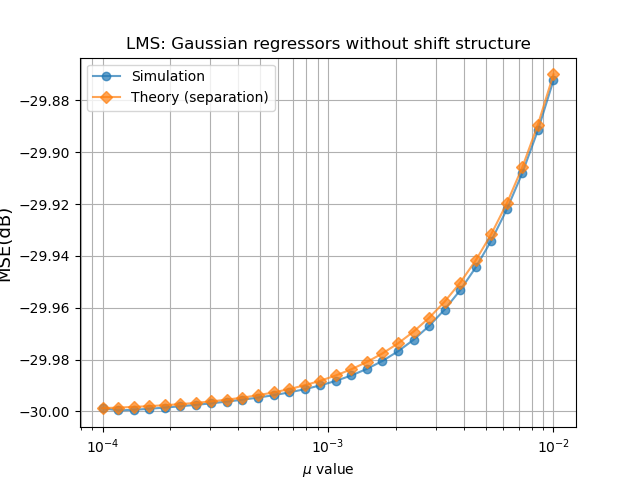 LMS: Gaussian regressors without shift structure
Simulation
Theory (separation)
MSE(dB)
−29.88
−29.90
−29.92
−29.94
−29.96
−29.98
−30.00
10⁻⁴
10⁻³
10⁻²
μ value